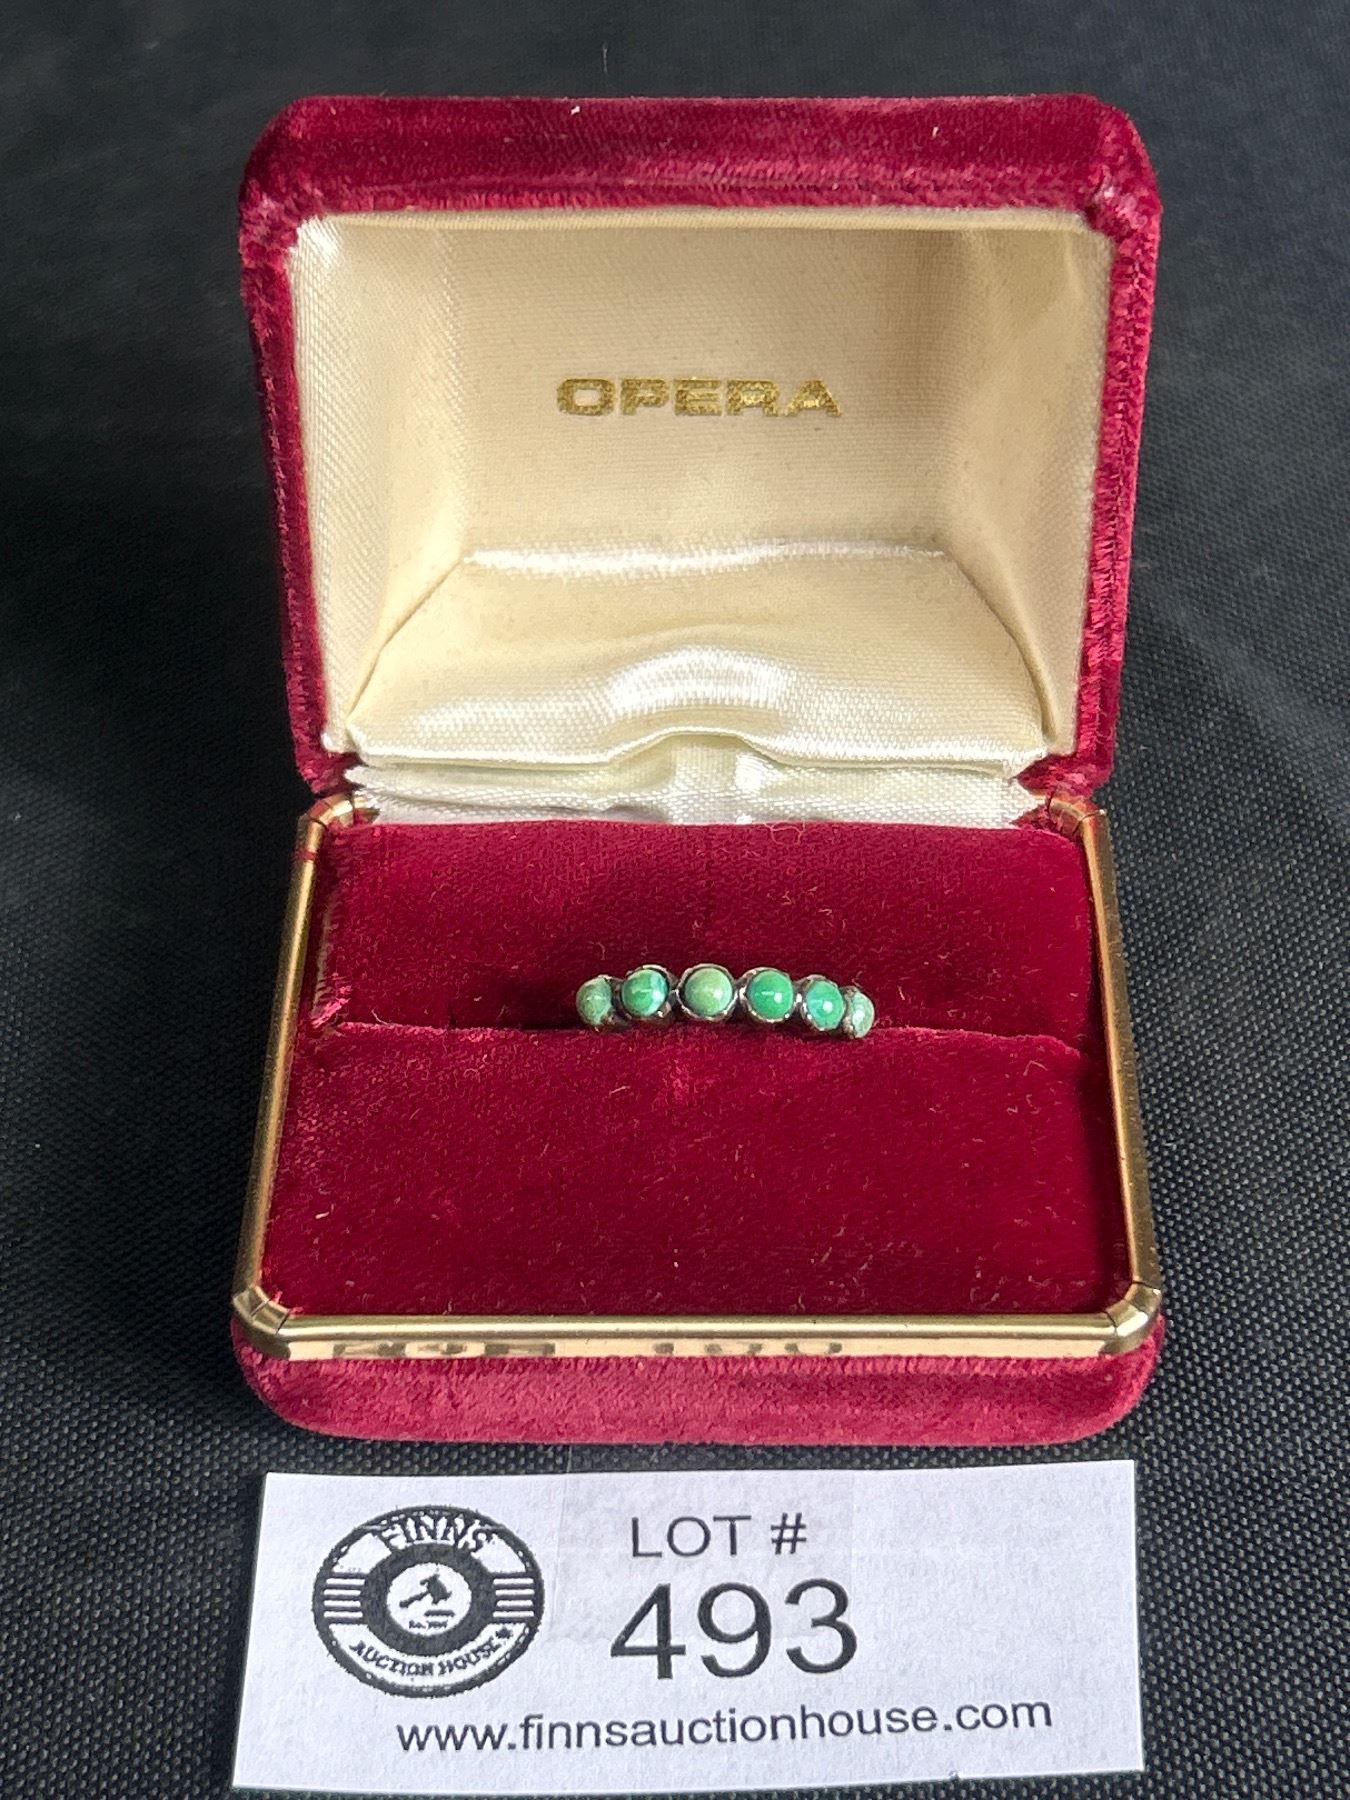 OPERA
FINNS
AUCTION HOUSE
LOT #
493
www.finnsauctionhouse.com